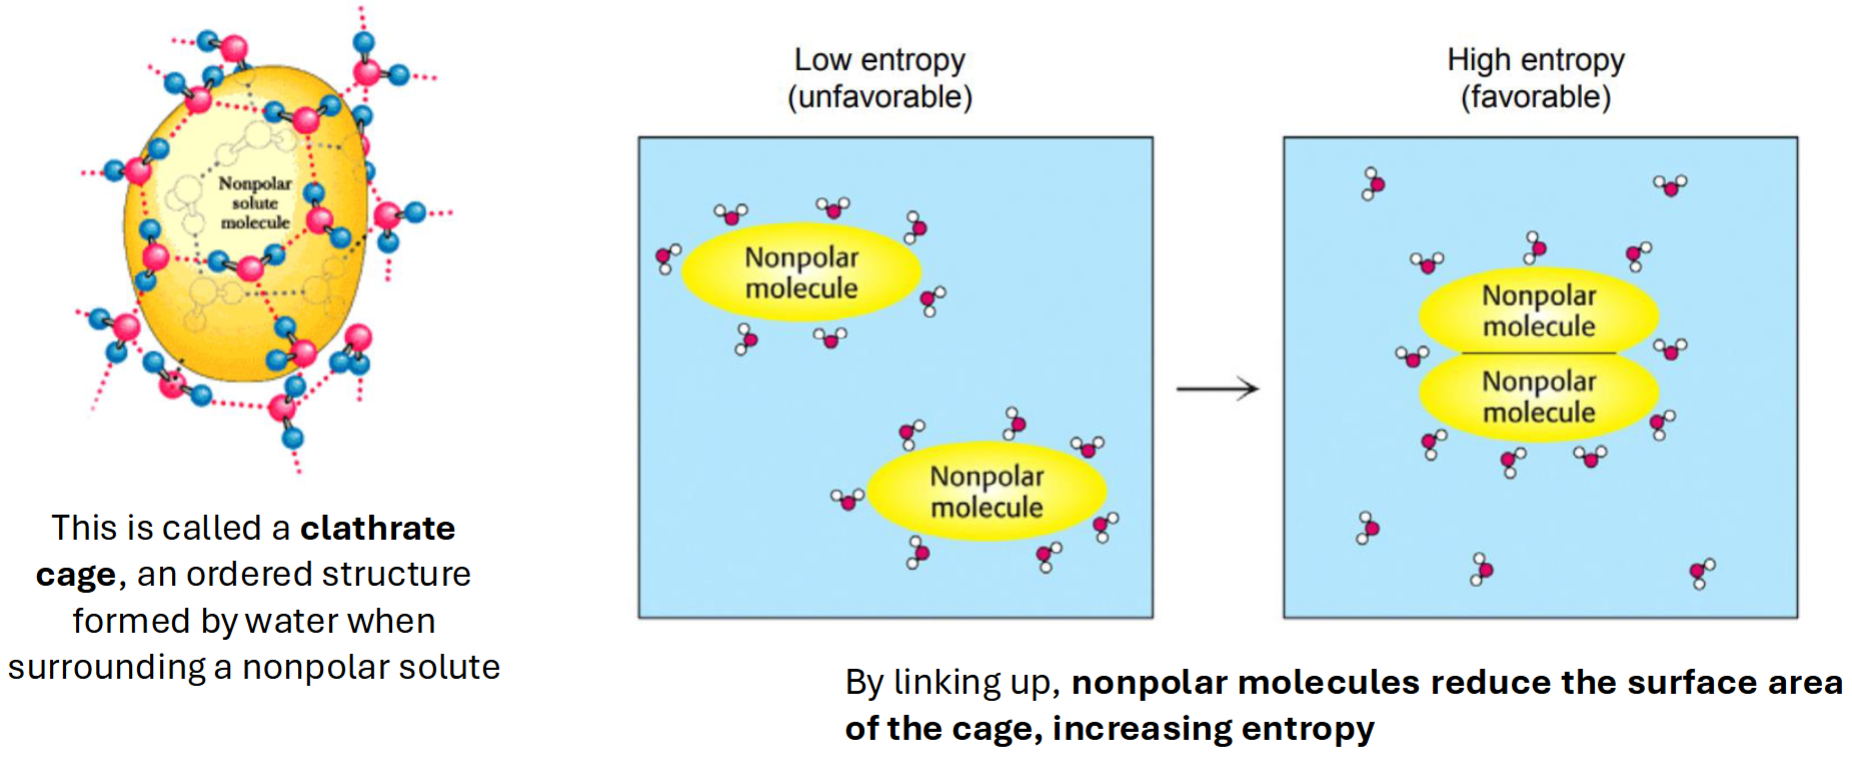 Nonpolar
solute
molecule
This is called a clathrate
cage, an ordered structure
formed by water when
surrounding a nonpolar solute
Low entropy
(unfavorable)
Nonpolar
molecule
Nonpolar
molecule
High entropy
(favorable)
Nonpolar
molecule
Nonpolar
molecule
By linking up, nonpolar molecules reduce the surface area
of the cage, increasing entropy